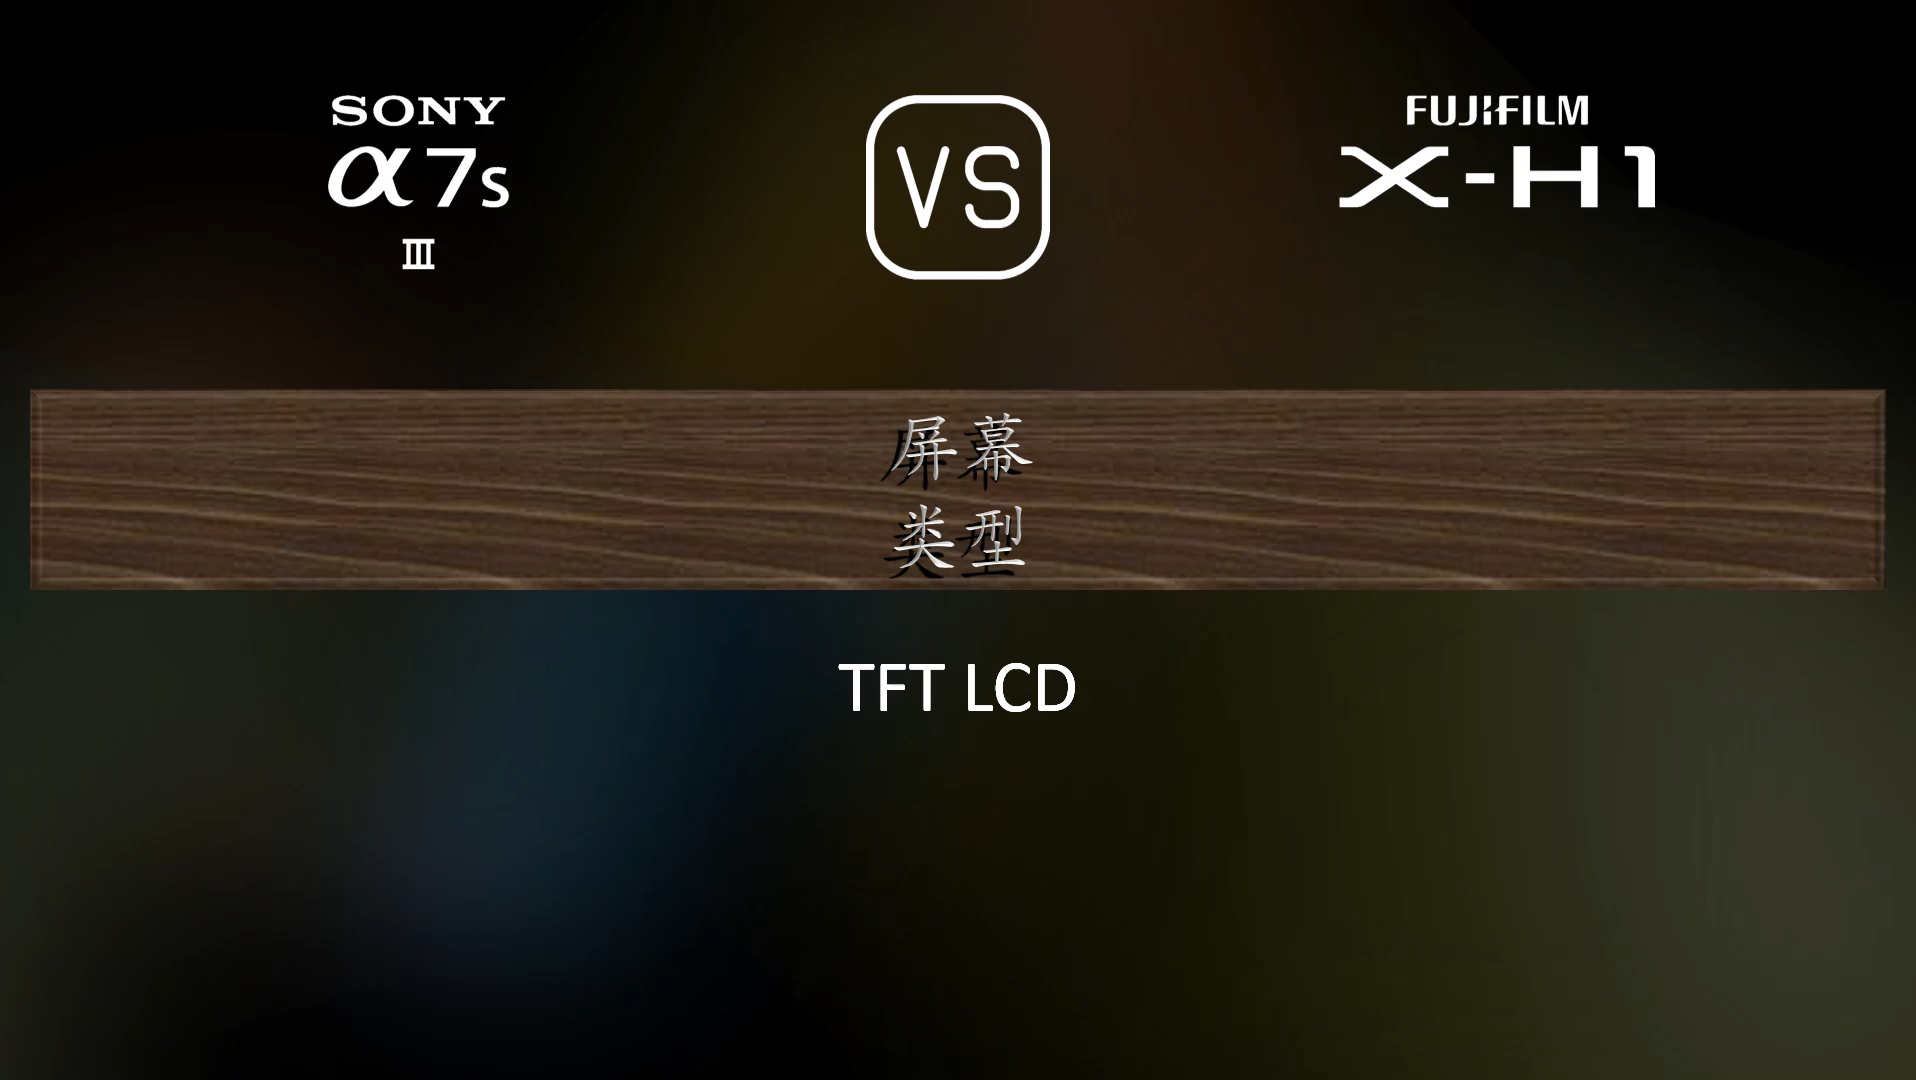 SONY
α7s
III
VS
FUJIFILM
X-H1
屏幕
类型
TFT LCD